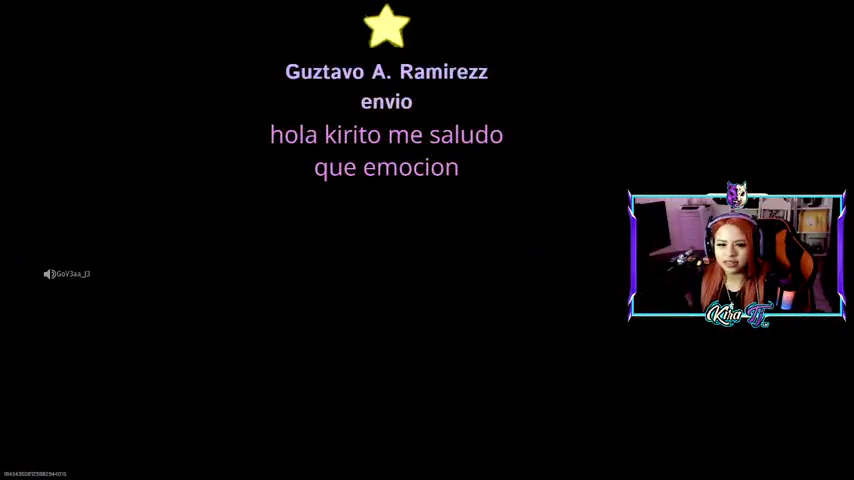 Guztavo A. Ramirezz
envio
hola kirito me saludo
que emocion
GoV3aa_J3
Kira